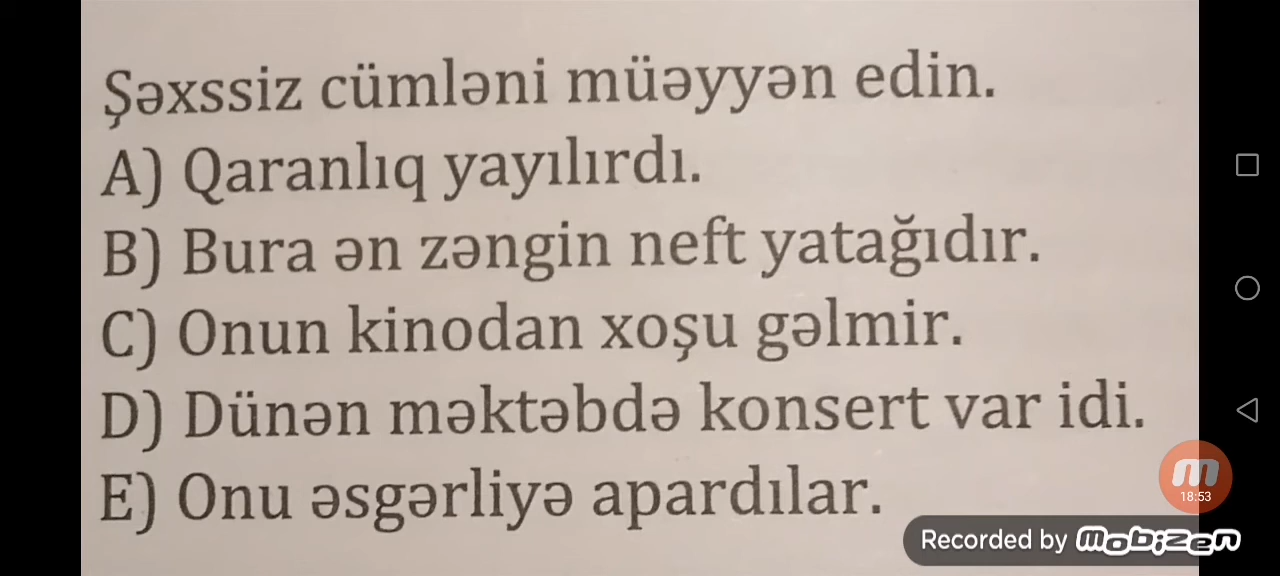 Şəxssiz cümləni müəyyən edin.
A) Qaranlıq yayılırdı.
B) Bura ən zəngin neft yatağıdır.
C) Onun kinodan xoşu gəlmir.
D) Dünən məktəbdə konsert var idi.
E) Onu əsgərliyə apardılar.
18:53
Recorded by mobizen